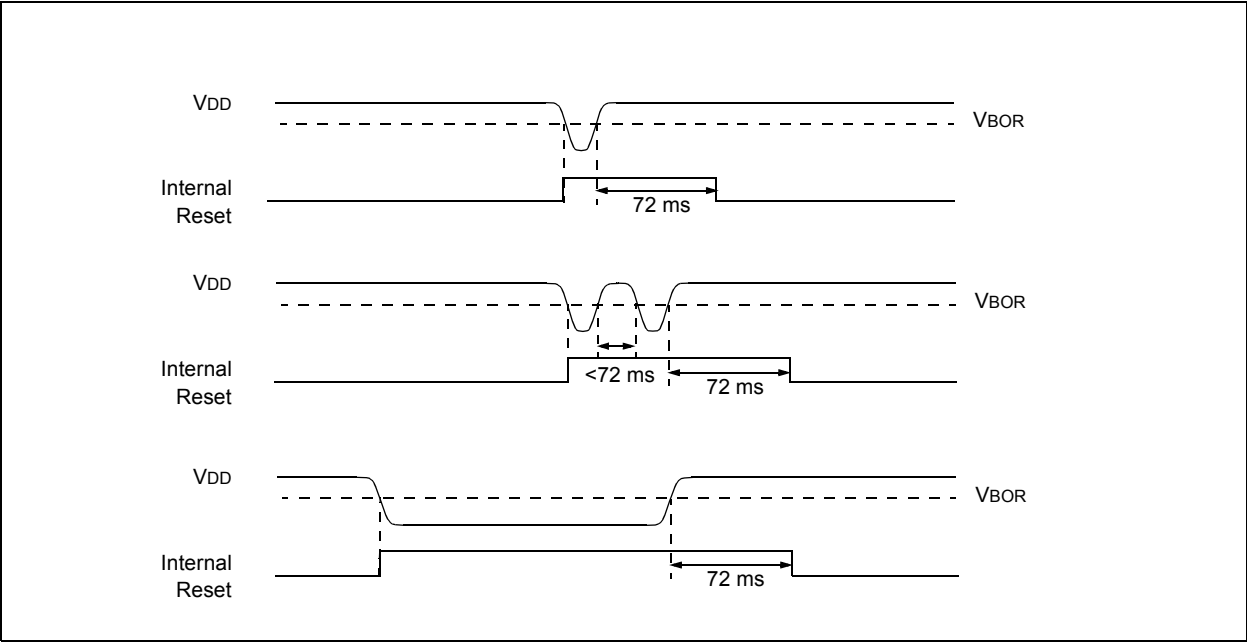 VDD
VBOR
Internal
Reset
72 ms
VDD
VBOR
Internal
Reset
<72 ms
72 ms
VDD
VBOR
Internal
Reset
72 ms